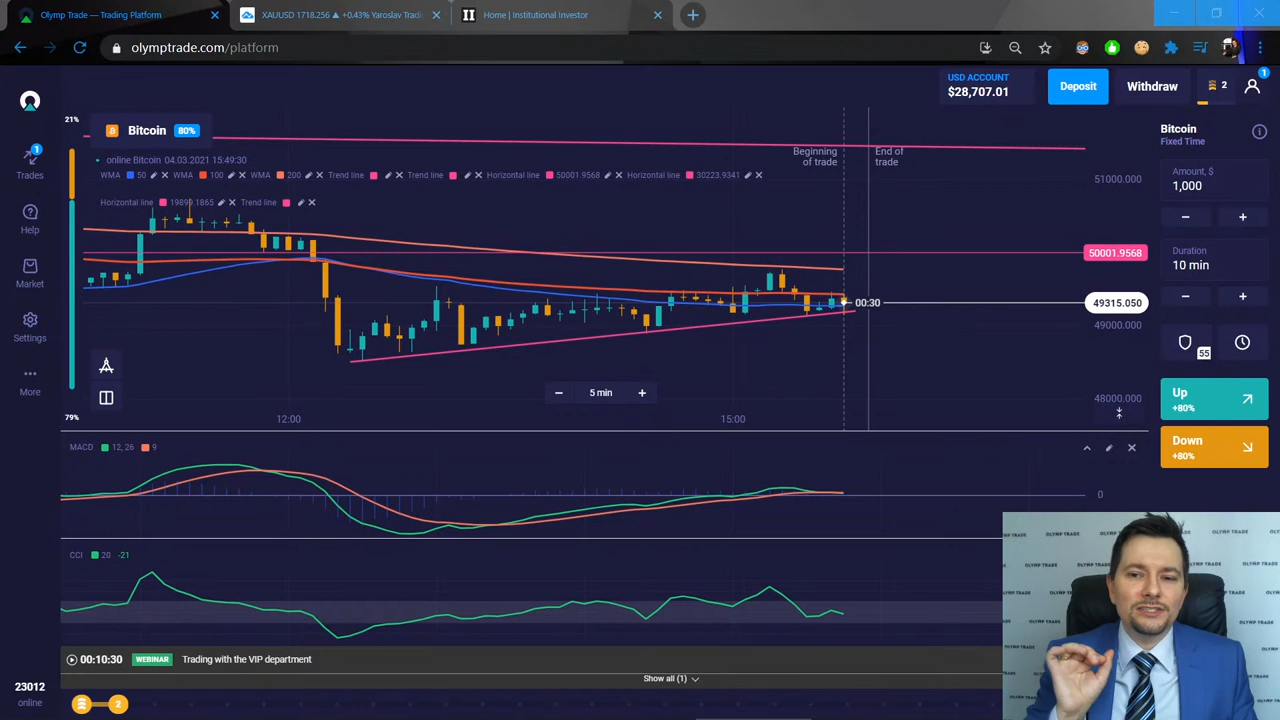 Olymp Trade — Trading Platform
XAUUSD 1718.256 ▲ +0.43% Yaroslav Tradi
Home | Institutional Investor
olymptrade.com/platform
USD ACCOUNT
$28,707.01
Deposit
Withdraw
2
1
21%
Bitcoin 80%
1
Trades
Help
Market
Settings
More
online Bitcoin 04.03.2021 15:49:30
WMA 50 WMA 100 WMA 200 Trend line Trend line Horizontal line 50001.9568 Horizontal line 30223.9341
Horizontal line 19899.1865 Trend line
Beginning of trade
End of trade
51000.000
50001.9568
00:30
49315.050
49000.000
48000.000
5 min
79%
12:00
15:00
Bitcoin
Fixed Time
Amount, $
1,000
Duration
10 min
55
Up
+80%
Down
+80%
MACD 12, 26 9
0
CCI 20 -21
OLYMP TRADE
00:10:30 WEBINAR Trading with the VIP department
Show all (1)
23012
online
2